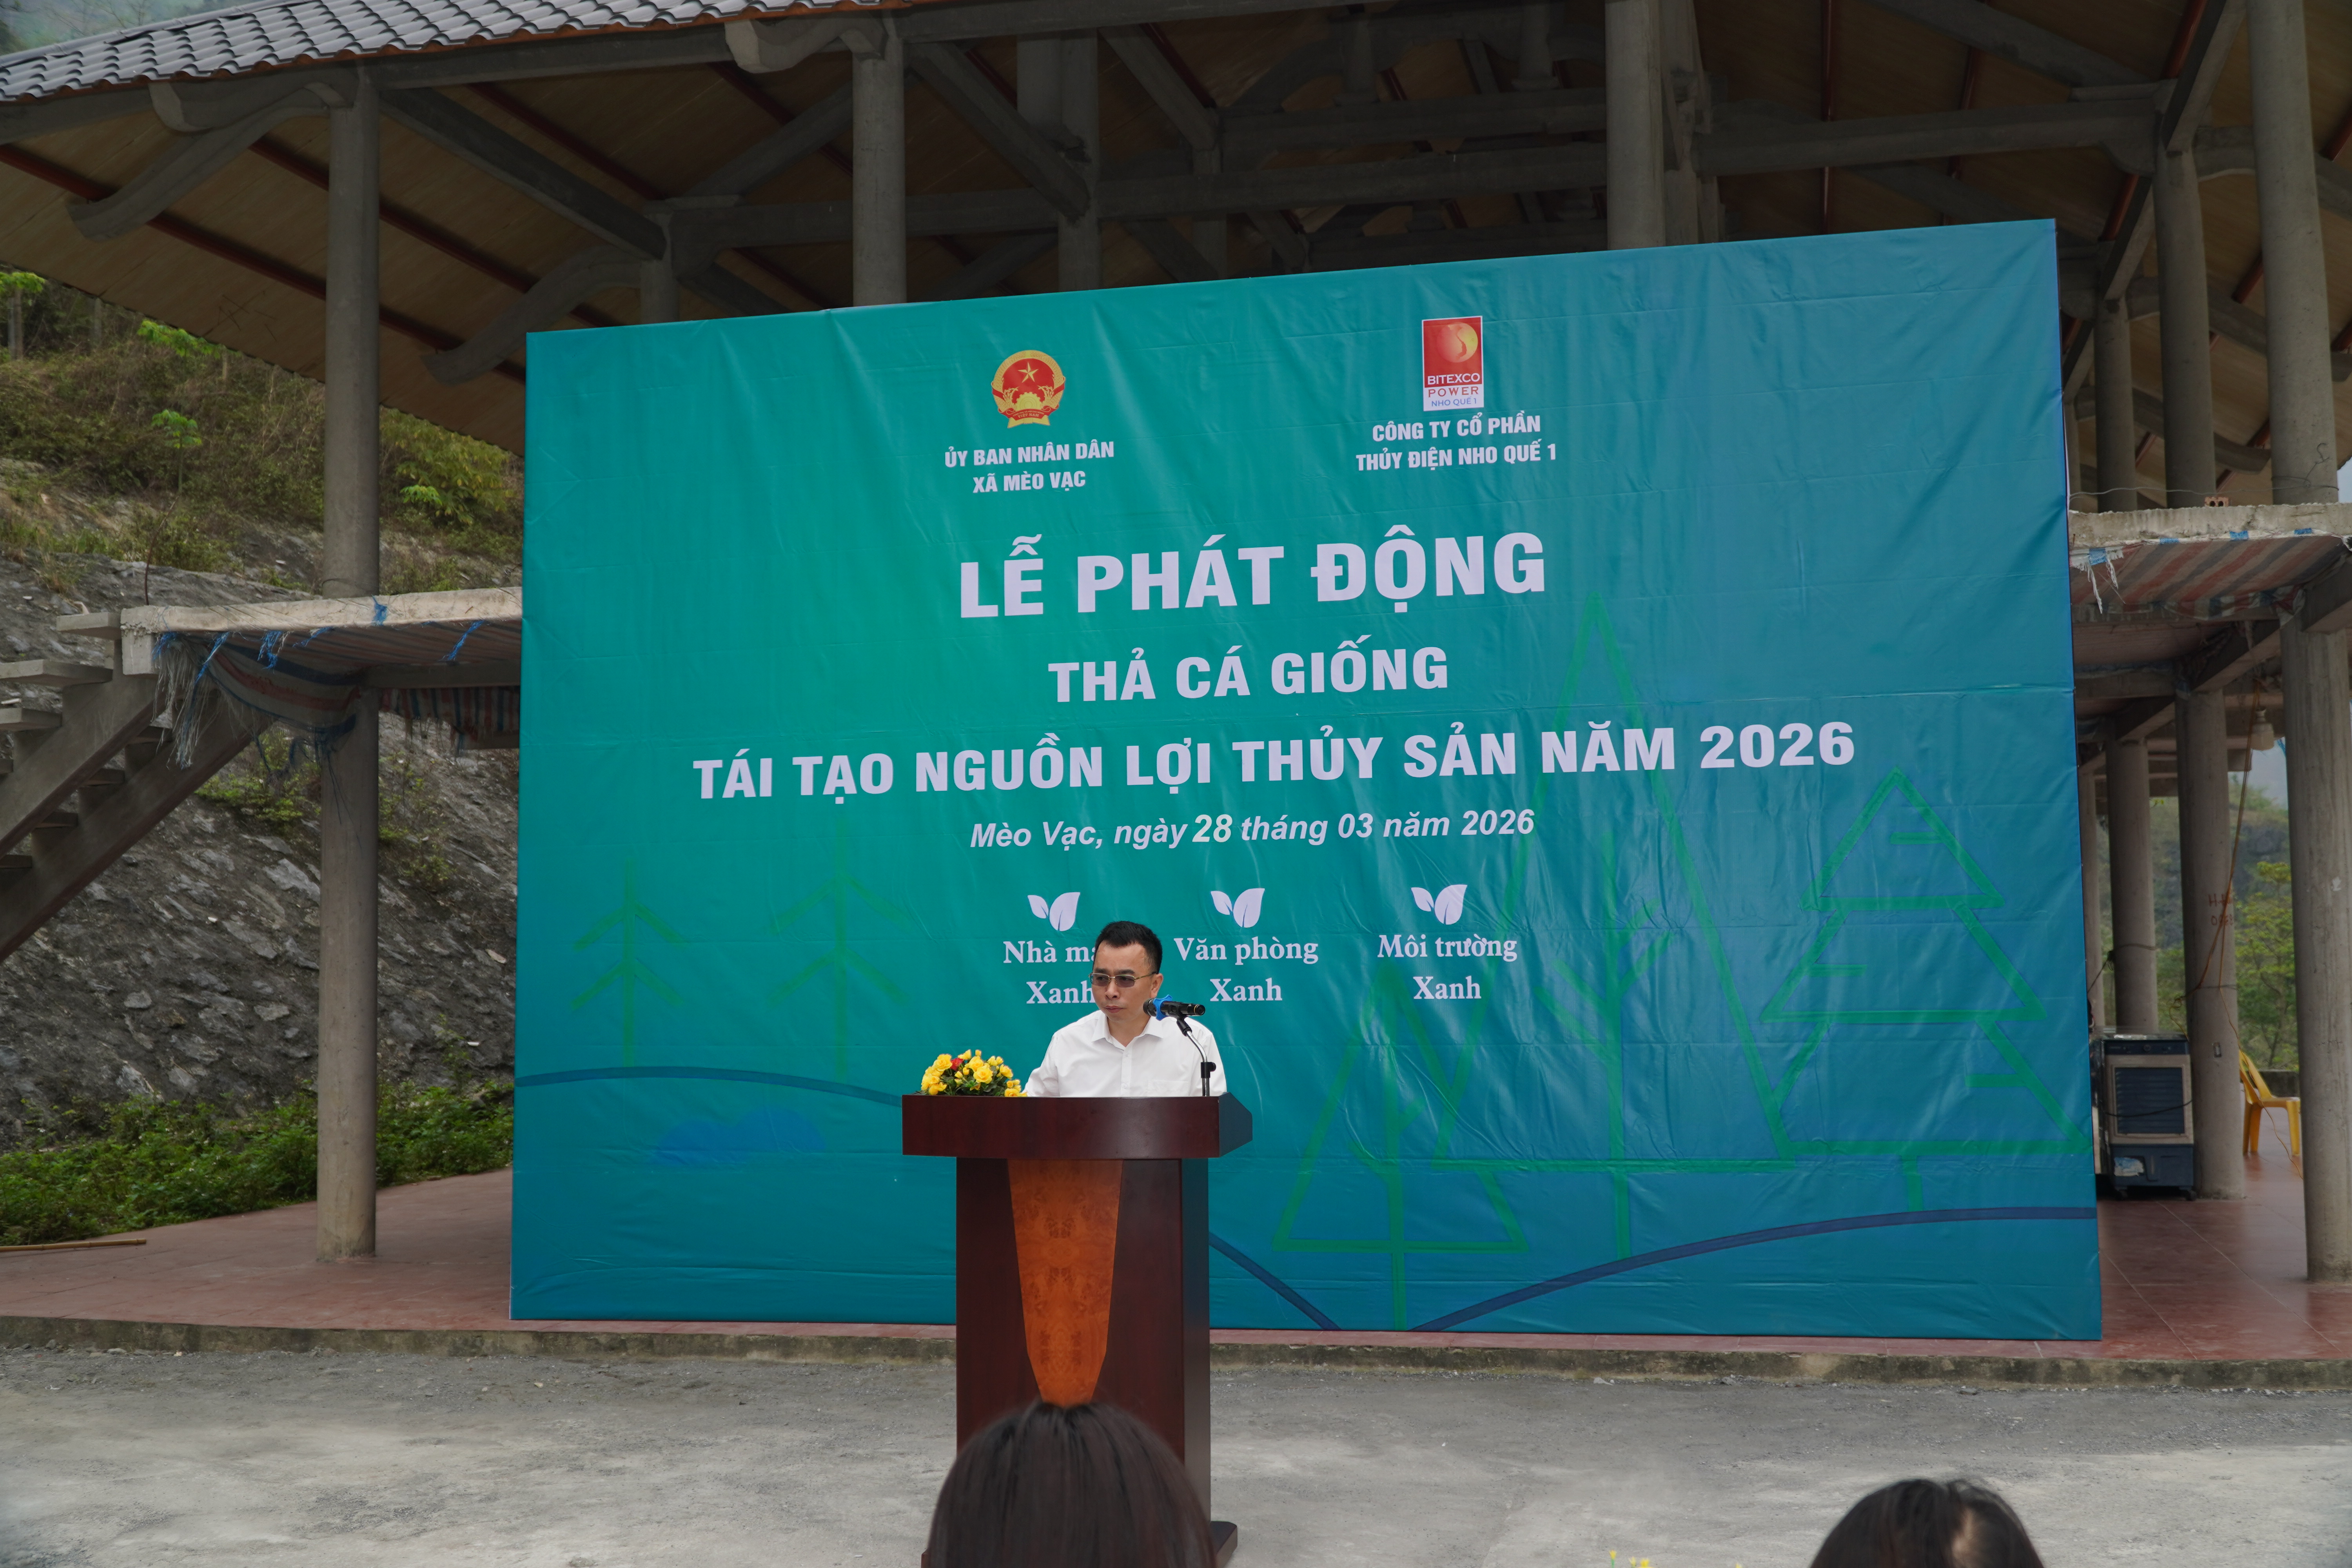 BITEXCO
POWER
NHO QUẾ 1
ỦY BAN NHÂN DÂN
XÃ MÈO VẠC
CÔNG TY CỔ PHẦN
THỦY ĐIỆN NHO QUẾ 1
LỄ PHÁT ĐỘNG
THẢ CÁ GIỐNG
TÁI TẠO NGUỒN LỢI THỦY SẢN NĂM 2026
Mèo Vạc, ngày 28 tháng 03 năm 2026
Nhà
Xanh
Văn phòng
Xanh
Môi trường
Xanh